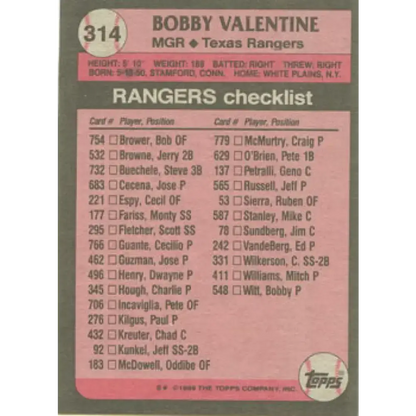 314
BOBBY VALENTINE
MGR ◆ Texas Rangers
HEIGHT: 5' 10" WEIGHT: 189 BATTED: RIGHT THREW: RIGHT
BORN: 5-13-50, STAMFORD, CONN. HOME: WHITE PLAINS, N.Y.
RANGERS checklist
Card # Player, Position
754 □ Brower, Bob OF
532 □ Browne, Jerry 2B
732 □ Buechele, Steve 3B
683 □ Cecena, Jose P
221 □ Espy, Cecil OF
177 □ Fariss, Monty SS
295 □ Fletcher, Scott SS
766 □ Guante, Cecilio P
462 □ Guzman, Jose P
496 □ Henry, Dwayne P
345 □ Hough, Charlie P
706 □ Incaviglia, Pete OF
276 □ Kilgus, Paul P
432 □ Kreuter, Chad C
92 □ Kunkel, Jeff SS-2B
183 □ McDowell, Oddibe OF
Card # Player, Position
779 □ McMurtry, Craig P
629 □ O'Brien, Pete 1B
137 □ Petralli, Geno C
565 □ Russell, Jeff P
53 □ Sierra, Ruben OF
587 □ Stanley, Mike C
78 □ Sundberg, Jim C
242 □ VandeBerg, Ed P
331 □ Wilkerson, C. SS-2B
411 □ Williams, Mitch P
548 □ Witt, Bobby P
Topps
© 1989 THE TOPPS COMPANY, INC.